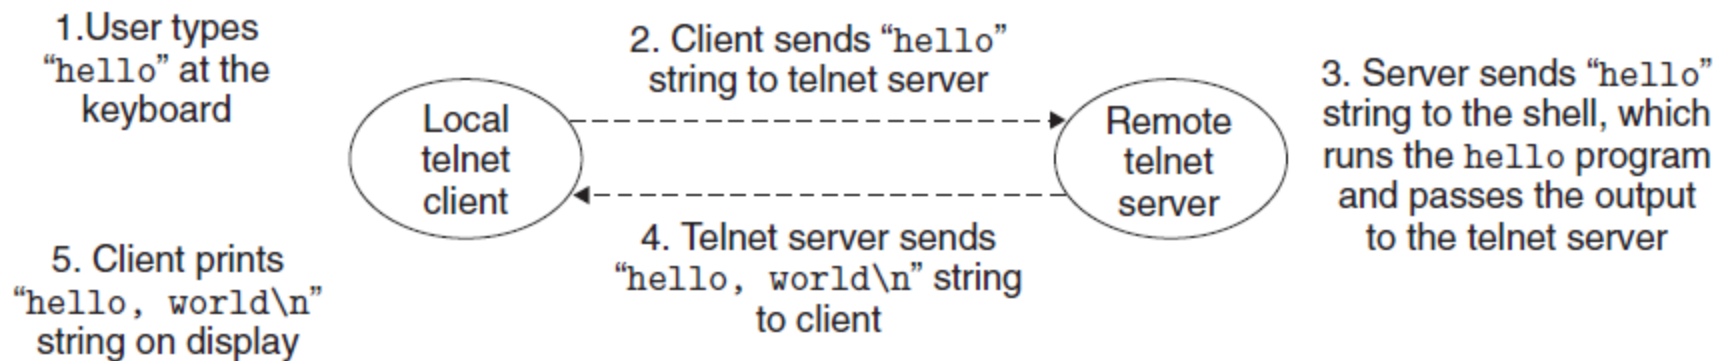 1.User types
“hello” at the
keyboard
2. Client sends “hello”
string to telnet server
Local
telnet
client
Remote
telnet
server
3. Server sends “hello”
string to the shell, which
runs the hello program
and passes the output
to the telnet server
4. Telnet server sends
“hello, world\n” string
to client
5. Client prints
“hello, world\n”
string on display